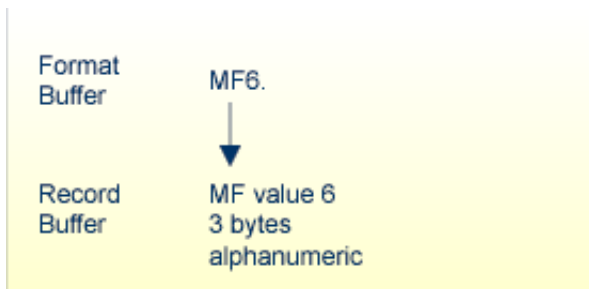 Format
Buffer
MF6.
Record
Buffer
MF value 6
3 bytes
alphanumeric